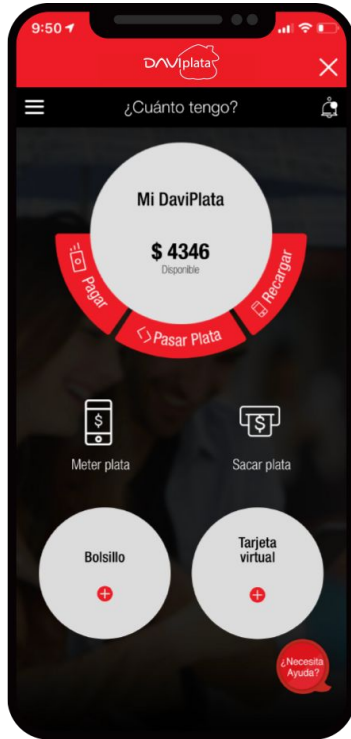 9:50
DAVIplata
¿Cuánto tengo?
Mi DaviPlata
$ 4346
Disponible
Pagar
Pasar Plata
Recargar
$
$
Meter plata
Sacar plata
Bolsillo
Tarjeta
virtual
¿Necesita
Ayuda?